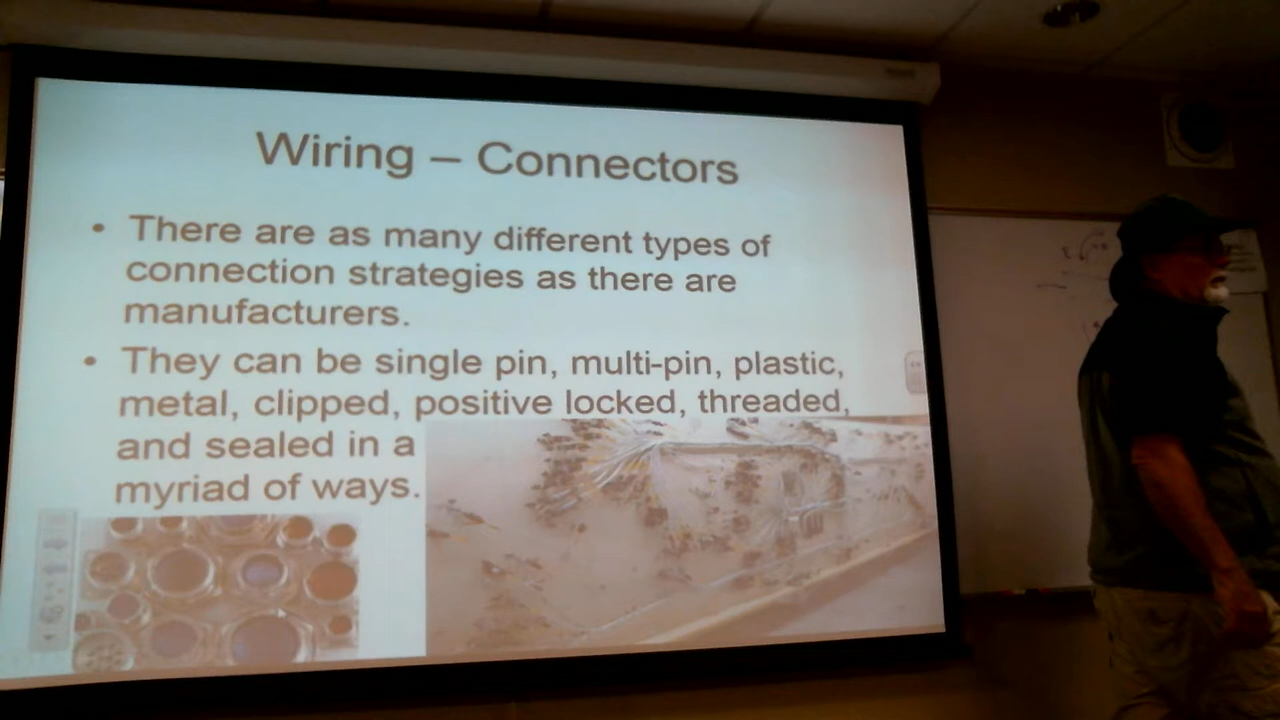 Wiring – Connectors
• There are as many different types of
connection strategies as there are
manufacturers.
• They can be single pin, multi-pin, plastic,
metal, clipped, positive locked, threaded,
and sealed in a
myriad of ways.